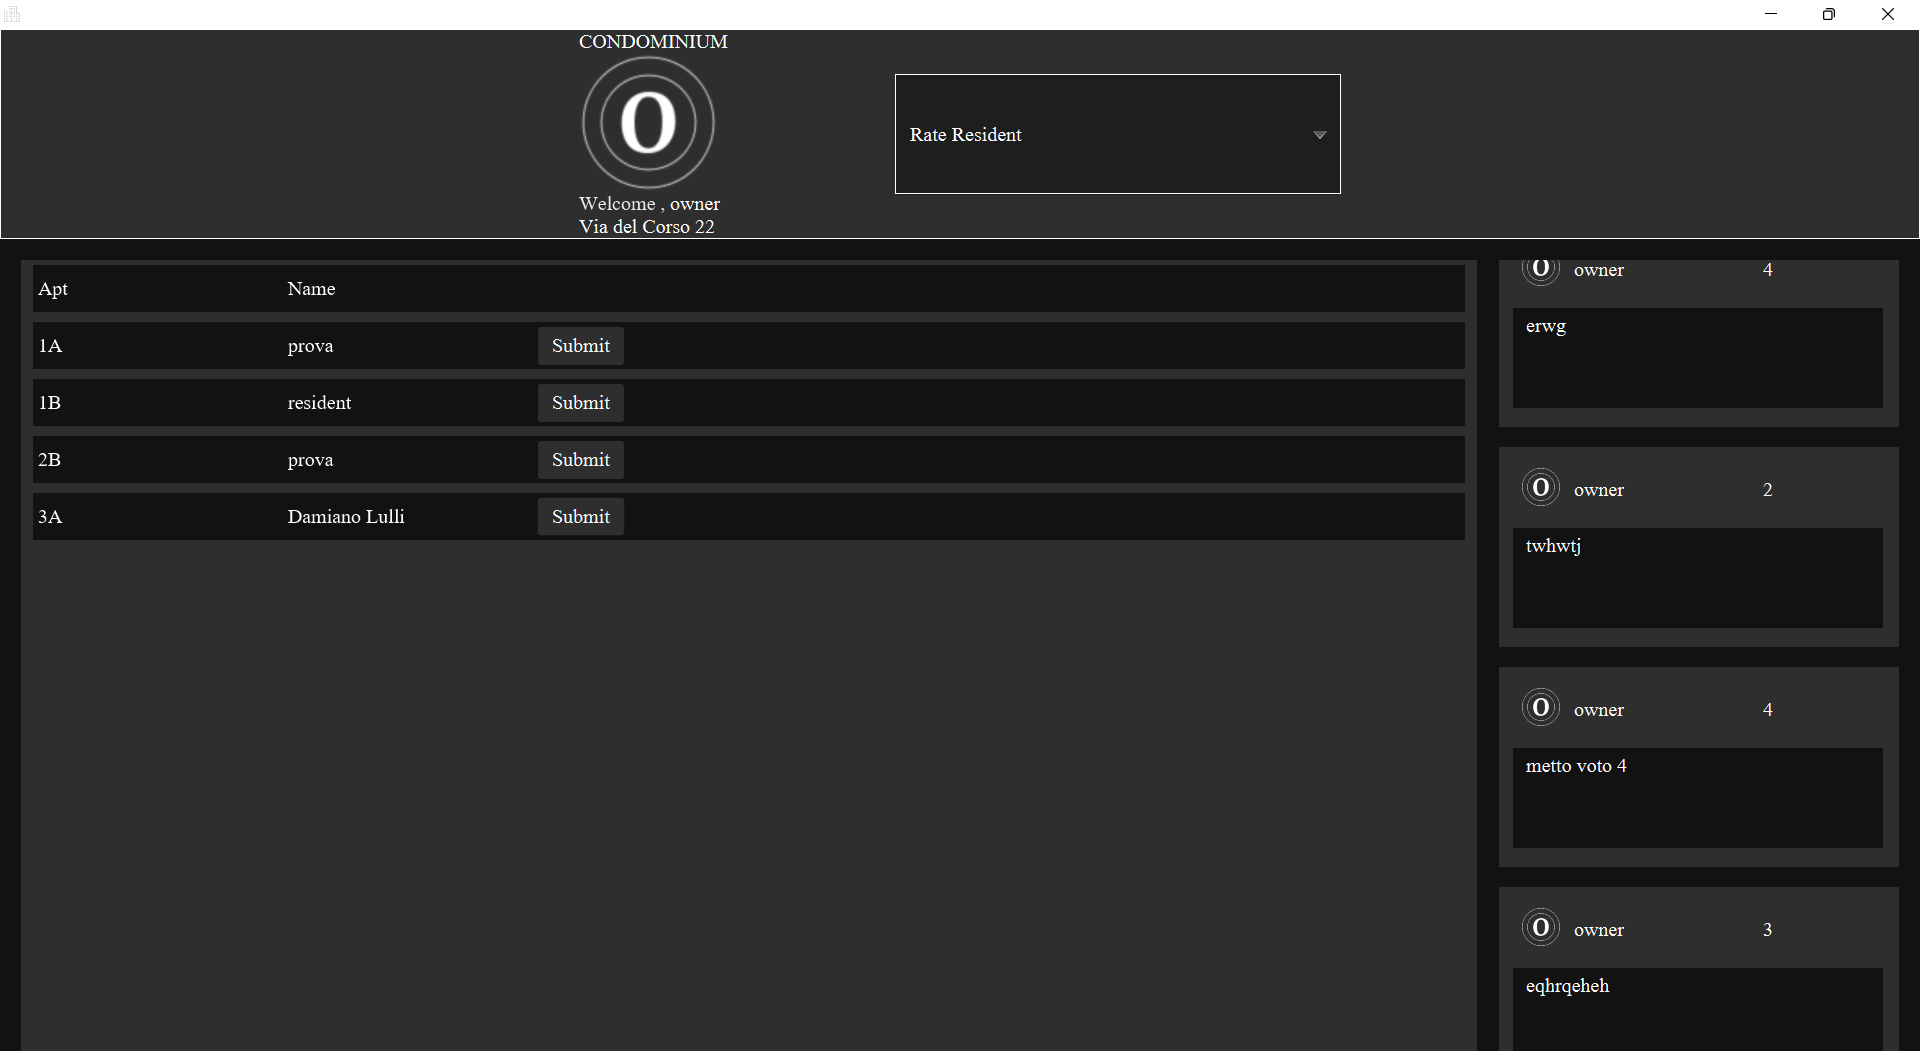 CONDOMINIUM
O
Welcome , owner
Via del Corso 22
Rate Resident
Apt Name
1A prova Submit
1B resident Submit
2B prova Submit
3A Damiano Lulli Submit
O owner 4
erwg
O owner 2
twhwtj
O owner 4
metto voto 4
O owner 3
eqhrqeheh